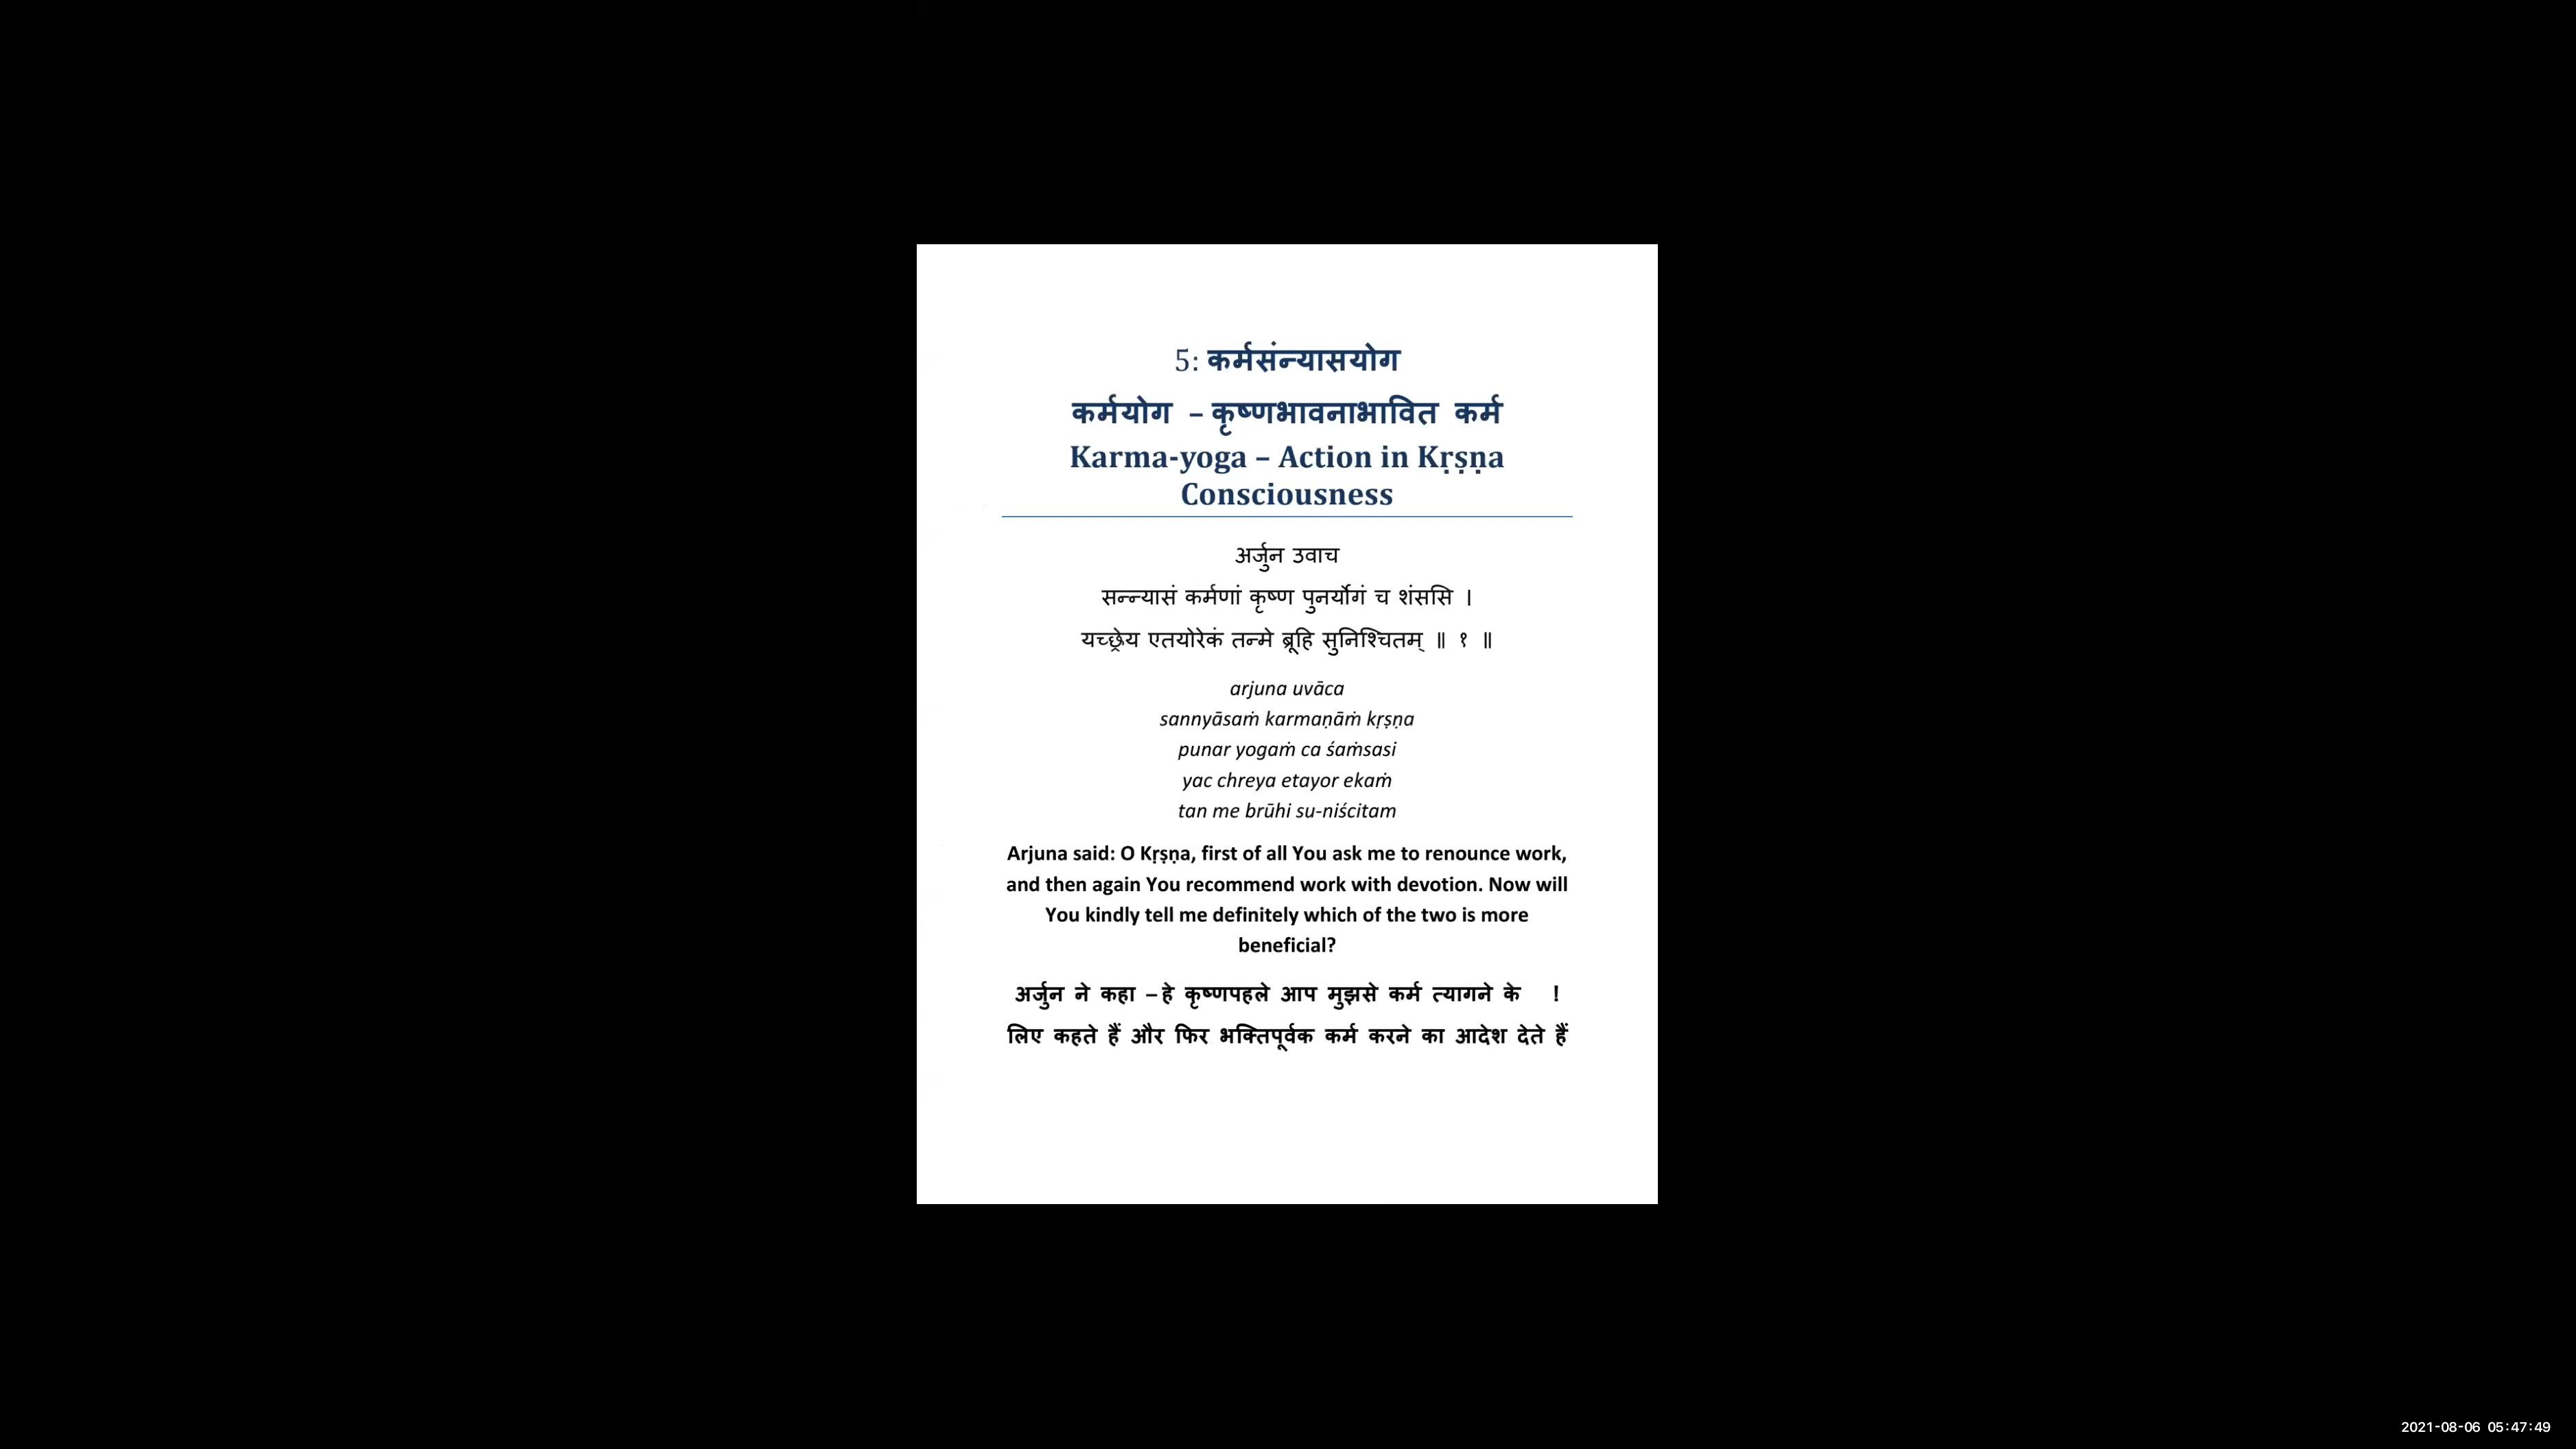 5: कर्मसंन्यासयोग
कर्मयोग – कृष्णभावनाभावित कर्म
Karma-yoga – Action in Kṛṣṇa
Consciousness
अर्जुन उवाच
सन्न्यासं कर्मणां कृष्ण पुनर्योगं च शंससि ।
यच्छ्रेय एतयोरेकं तन्मे ब्रूहि सुनिश्चितम् ॥ १ ॥
arjuna uvāca
sannyāsaṁ karmaṇāṁ kṛṣṇa
punar yogaṁ ca śaṁsasi
yac chreya etayor ekaṁ
tan me brūhi su-niścitam
Arjuna said: O Kṛṣṇa, first of all You ask me to renounce work,
and then again You recommend work with devotion. Now will
You kindly tell me definitely which of the two is more
beneficial?
अर्जुन ने कहा – हे कृष्णपहले आप मुझसे कर्म त्यागने के !
लिए कहते हैं और फिर भक्तिपूर्वक कर्म करने का आदेश देते हैं
2021-08-06 05:47:49